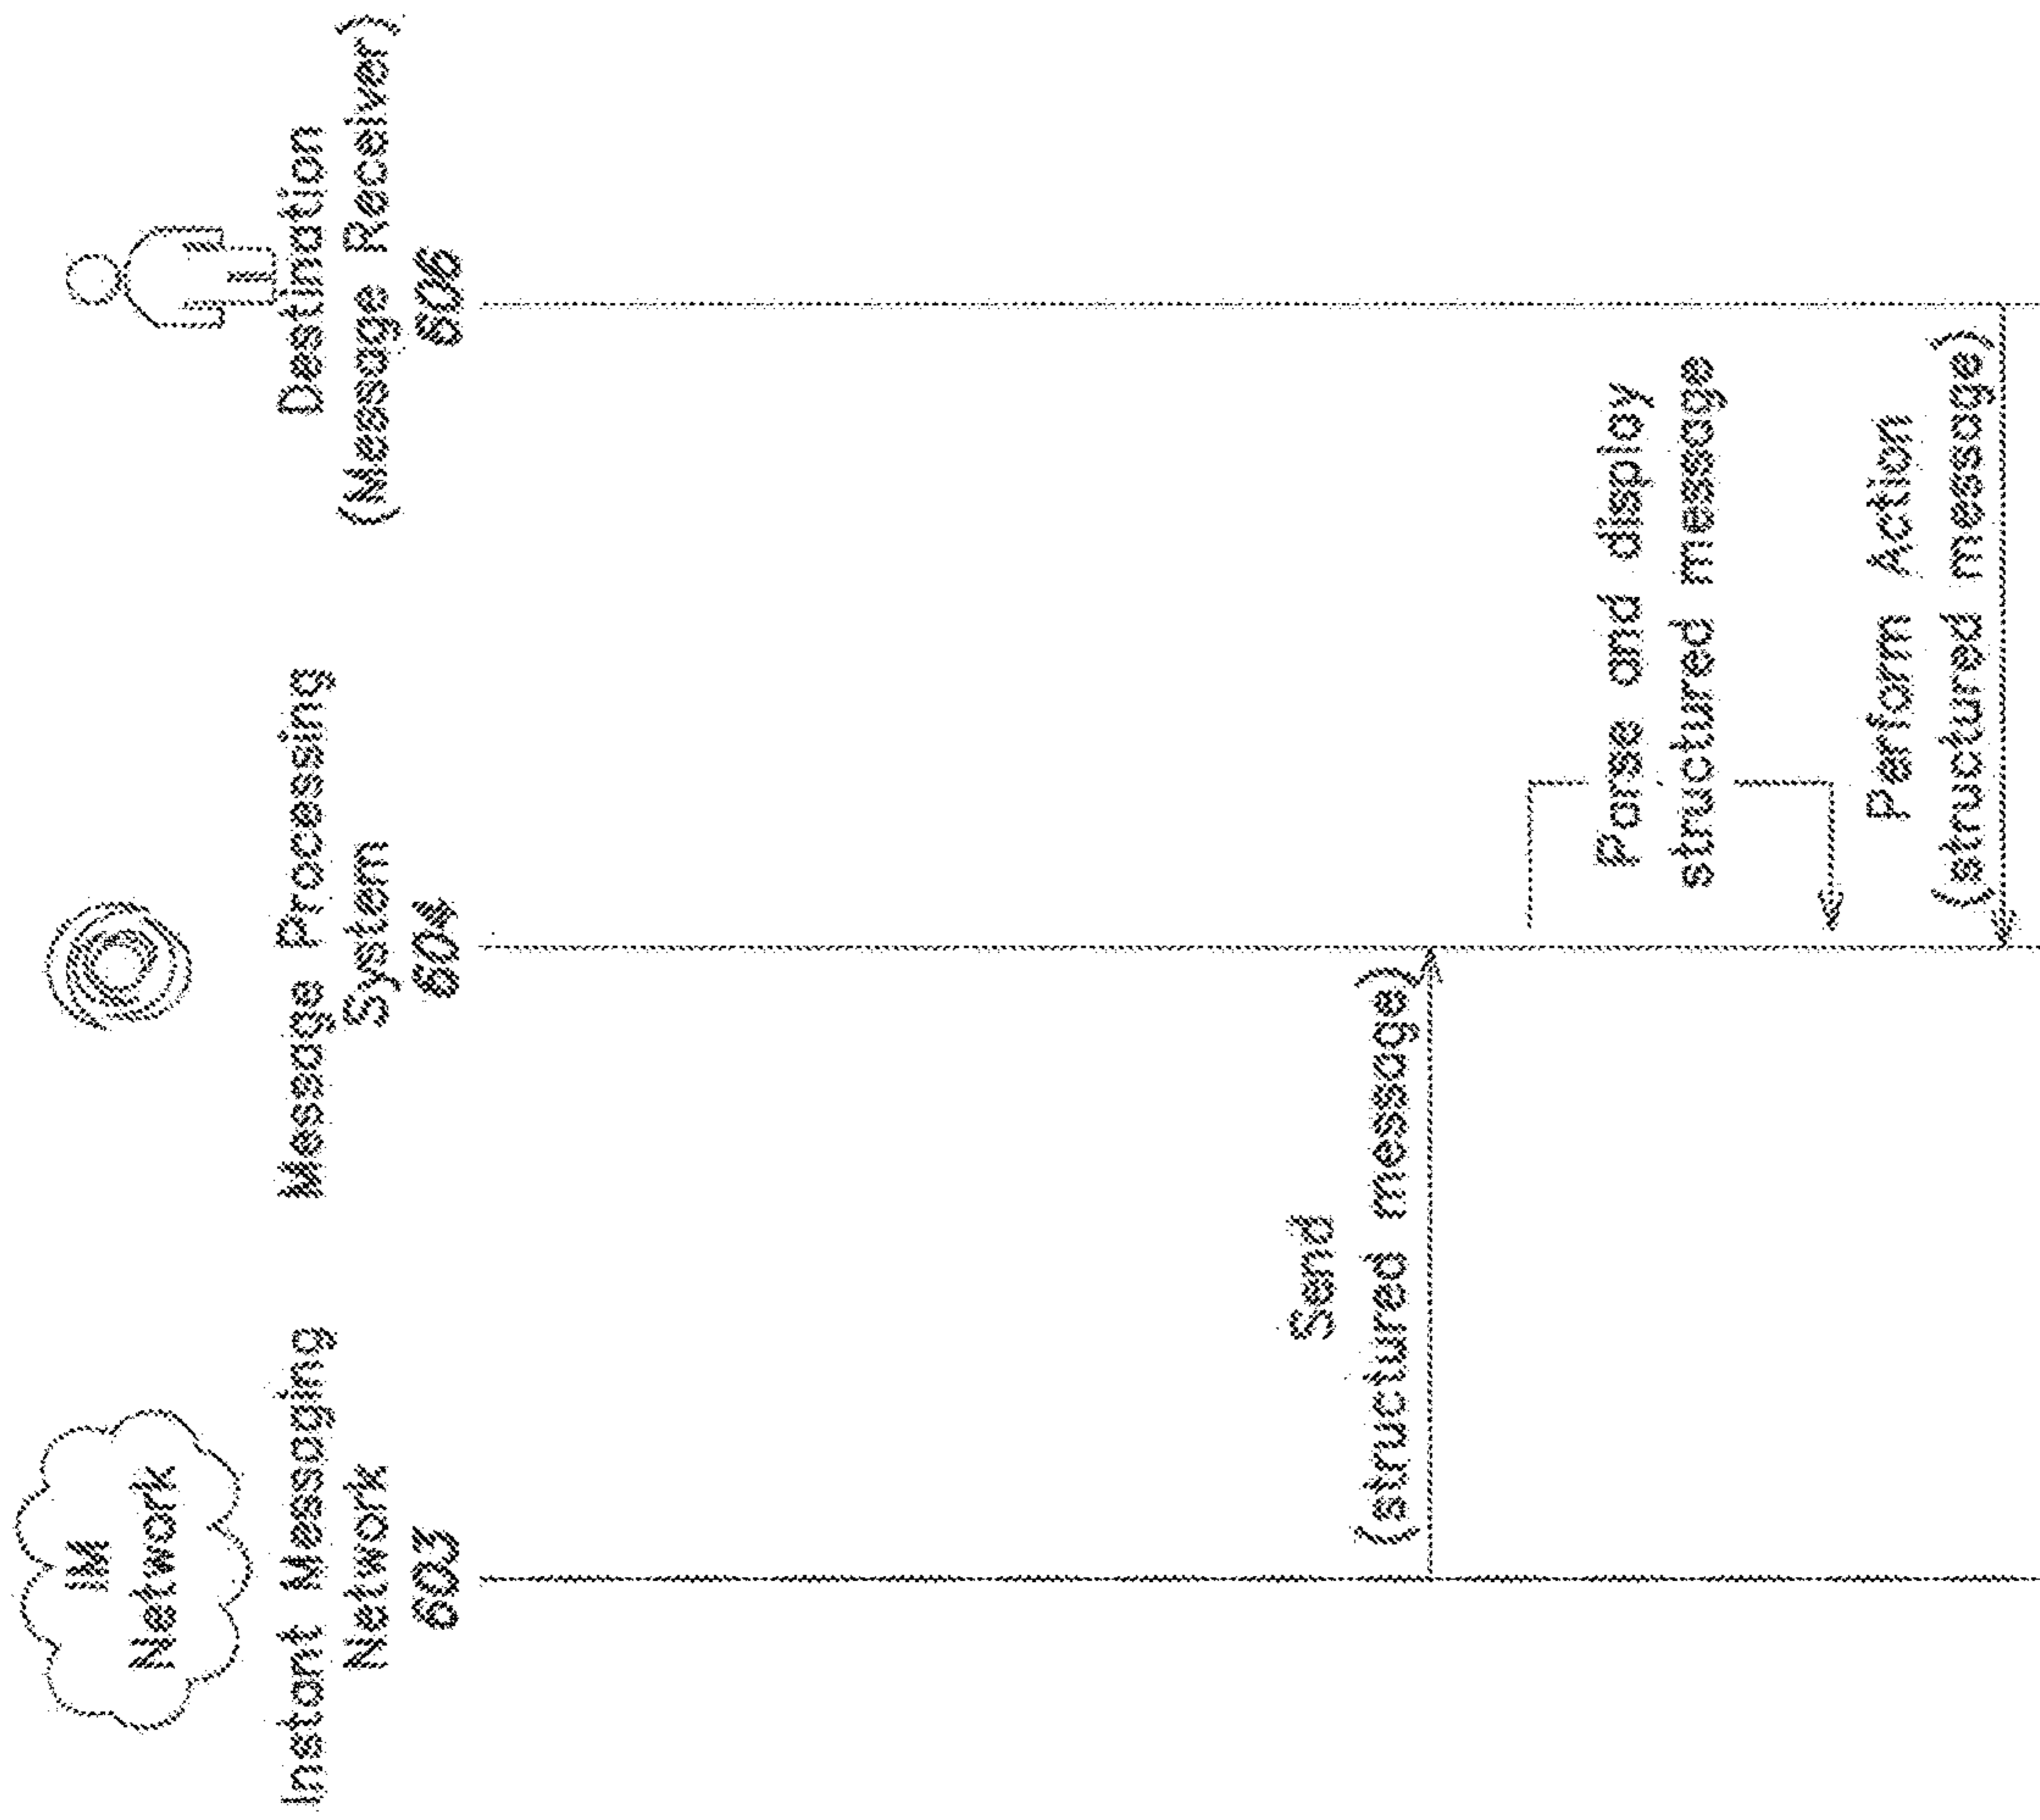 IM
Network
Instant Messaging
Network
603
Message Processing
System
604
Destination
(Message Receiver)
606
Send
(structured message)
Parse and display
structured message
Perform Action
(structured message)